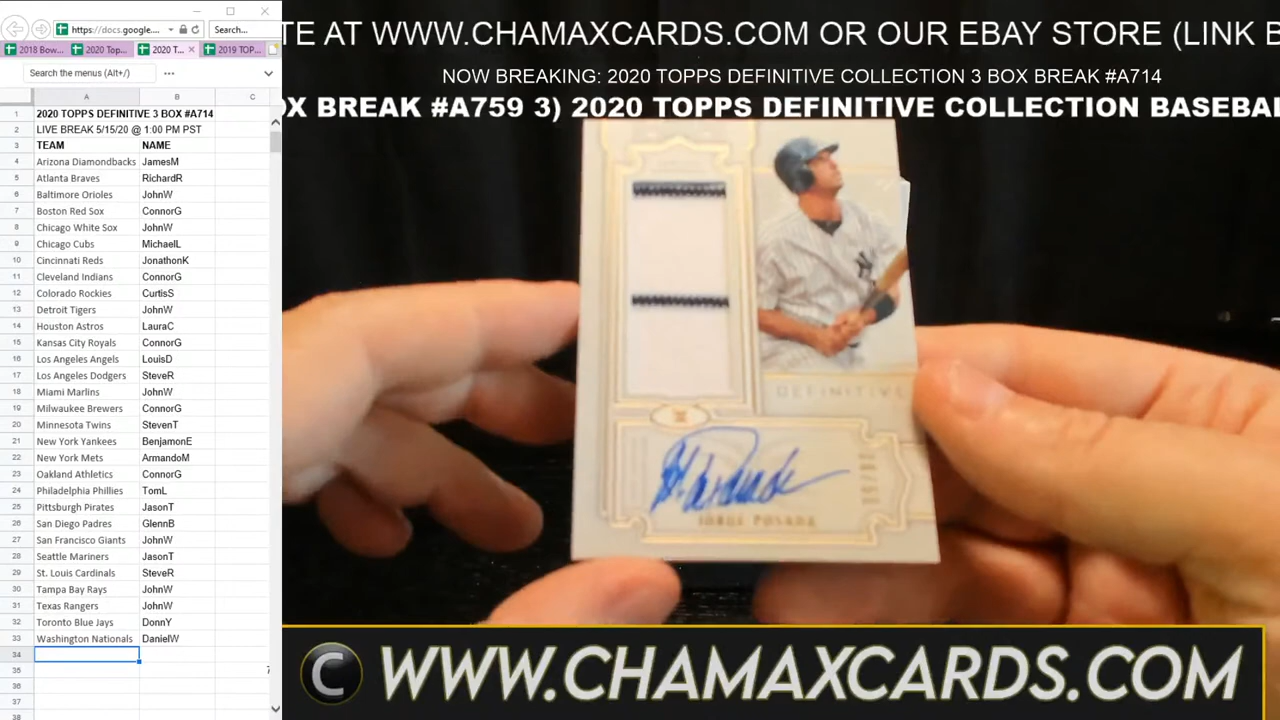 https://docs.google...
Search...
2018 Bow...
2020 Top...
2020 T...
2019 TOP...
Search the menus (Alt+/)
A B C
1 2020 TOPPS DEFINITIVE 3 BOX #A714
2 LIVE BREAK 5/15/20 @ 1:00 PM PST
3 TEAM NAME
4 Arizona Diamondbacks JamesM
5 Atlanta Braves RichardR
6 Baltimore Orioles JohnW
7 Boston Red Sox ConnorG
8 Chicago White Sox JohnW
9 Chicago Cubs MichaelL
10 Cincinnati Reds JonathonK
11 Cleveland Indians ConnorG
12 Colorado Rockies CurtisS
13 Detroit Tigers JohnW
14 Houston Astros LauraC
15 Kansas City Royals ConnorG
16 Los Angeles Angels LouisD
17 Los Angeles Dodgers SteveR
18 Miami Marlins JohnW
19 Milwaukee Brewers ConnorG
20 Minnesota Twins StevenT
21 New York Yankees BenjamonE
22 New York Mets ArmandoM
23 Oakland Athletics ConnorG
24 Philadelphia Phillies TomL
25 Pittsburgh Pirates JasonT
26 San Diego Padres GlennB
27 San Francisco Giants JohnW
28 Seattle Mariners JasonT
29 St. Louis Cardinals SteveR
30 Tampa Bay Rays JohnW
31 Texas Rangers JohnW
32 Toronto Blue Jays DonnY
33 Washington Nationals DanielW
34
35 7
36
37
38
TE AT WWW.CHAMAXCARDS.COM OR OUR EBAY STORE (LINK B
NOW BREAKING: 2020 TOPPS DEFINITIVE COLLECTION 3 BOX BREAK #A714
OX BREAK #A759 3) 2020 TOPPS DEFINITIVE COLLECTION BASEBAL
DEFINITIVE
JORGE POSADA
C WWW.CHAMAXCARDS.COM